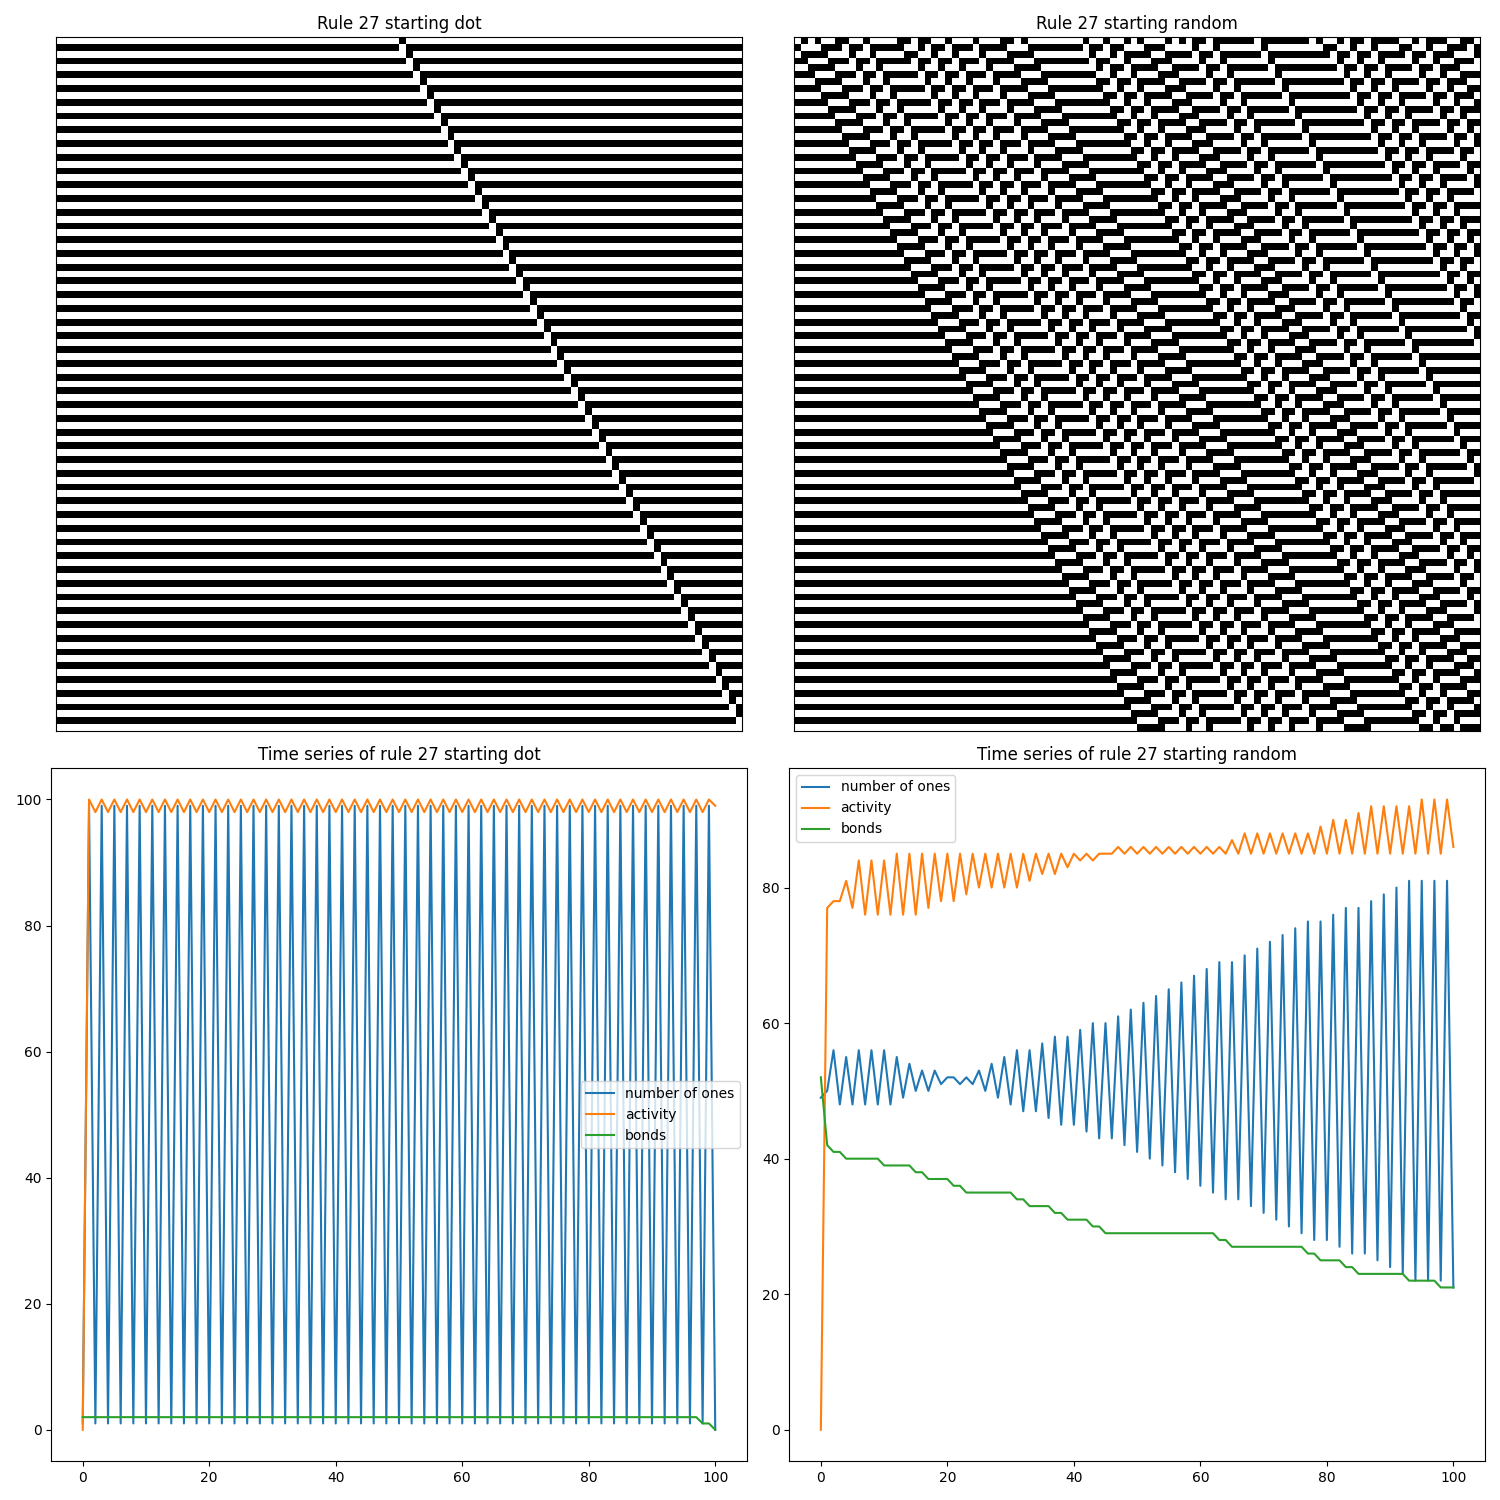 Rule 27 starting dot
Rule 27 starting random
Time series of rule 27 starting dot
100
80
60
40
20
0
number of ones
activity
bonds
0 20 40 60 80 100
Time series of rule 27 starting random
number of ones
activity
bonds
80
60
40
20
0
0 20 40 60 80 100